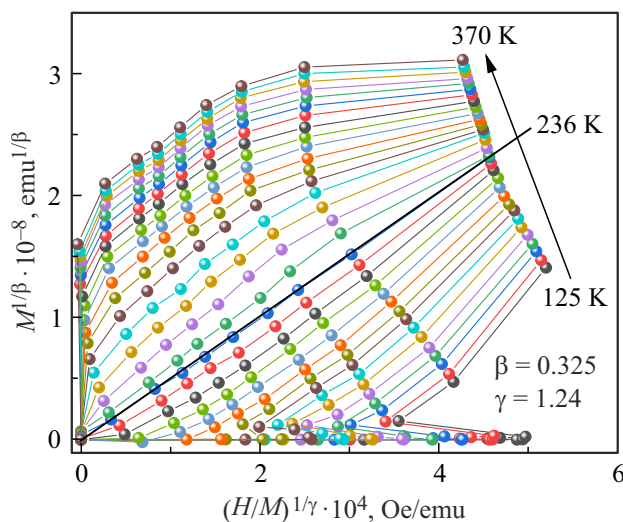 370 K
3
236 K
2
M^{1/β} · 10^{−8}, emu^{1/β}
1
125 K
β = 0.325
γ = 1.24
0
0 2 4 6
(H/M)^{1/γ} · 10^4, Oe/emu